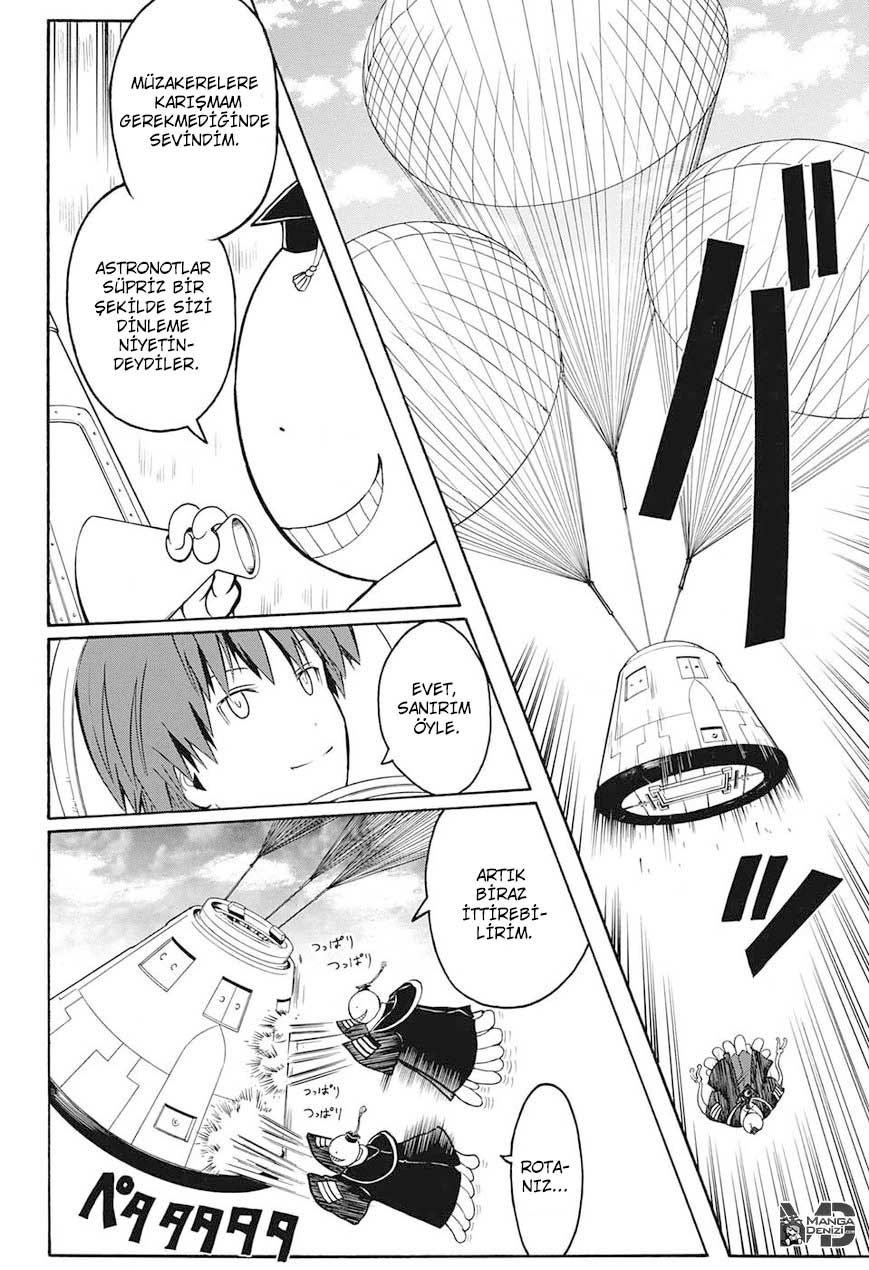 MÜZAKERELERE
KARIŞMAM
GEREKMEDİĞİNDE
SEVİNDİM.
ASTRONOTLAR
SÜPRİZ BİR
ŞEKİLDE SİZİ
DİNLEME
NİYETİN-
DEYDİLER.
EVET,
SANIRIM
ÖYLE.
ARTIK
BİRAZ
İTTİREBİ-
LİRİM.
つっぱり
つっぱり
つっぱり
つっぱり
ROTA-
NIZ...
ペタタタタタ
MANGA
DENİZİ